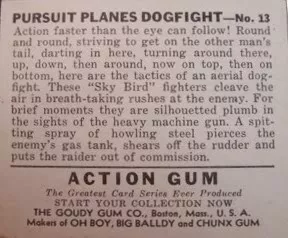 PURSUIT PLANES DOGFIGHT—No. 13
Action faster than the eye can follow! Round
and round, striving to get on the other man's
tail, darting in here, turning around there,
up, down, then around, now on top, then on
bottom, here are the tactics of an aerial dog-
fight. These "Sky Bird" fighters cleave the
air in breath-taking rushes at the enemy. For
brief moments they are silhouetted plumb in
the sights of the heavy machine gun. A spit-
ting spray of howling steel pierces the
enemy's gas tank, shears off the rudder and
puts the raider out of commission.
ACTION GUM
The Greatest Card Series Ever Produced
START YOUR COLLECTION NOW
THE GOUDY GUM CO., Boston, Mass., U. S. A.
Makers of OH BOY, BIG BALLDY and CHUNX GUM